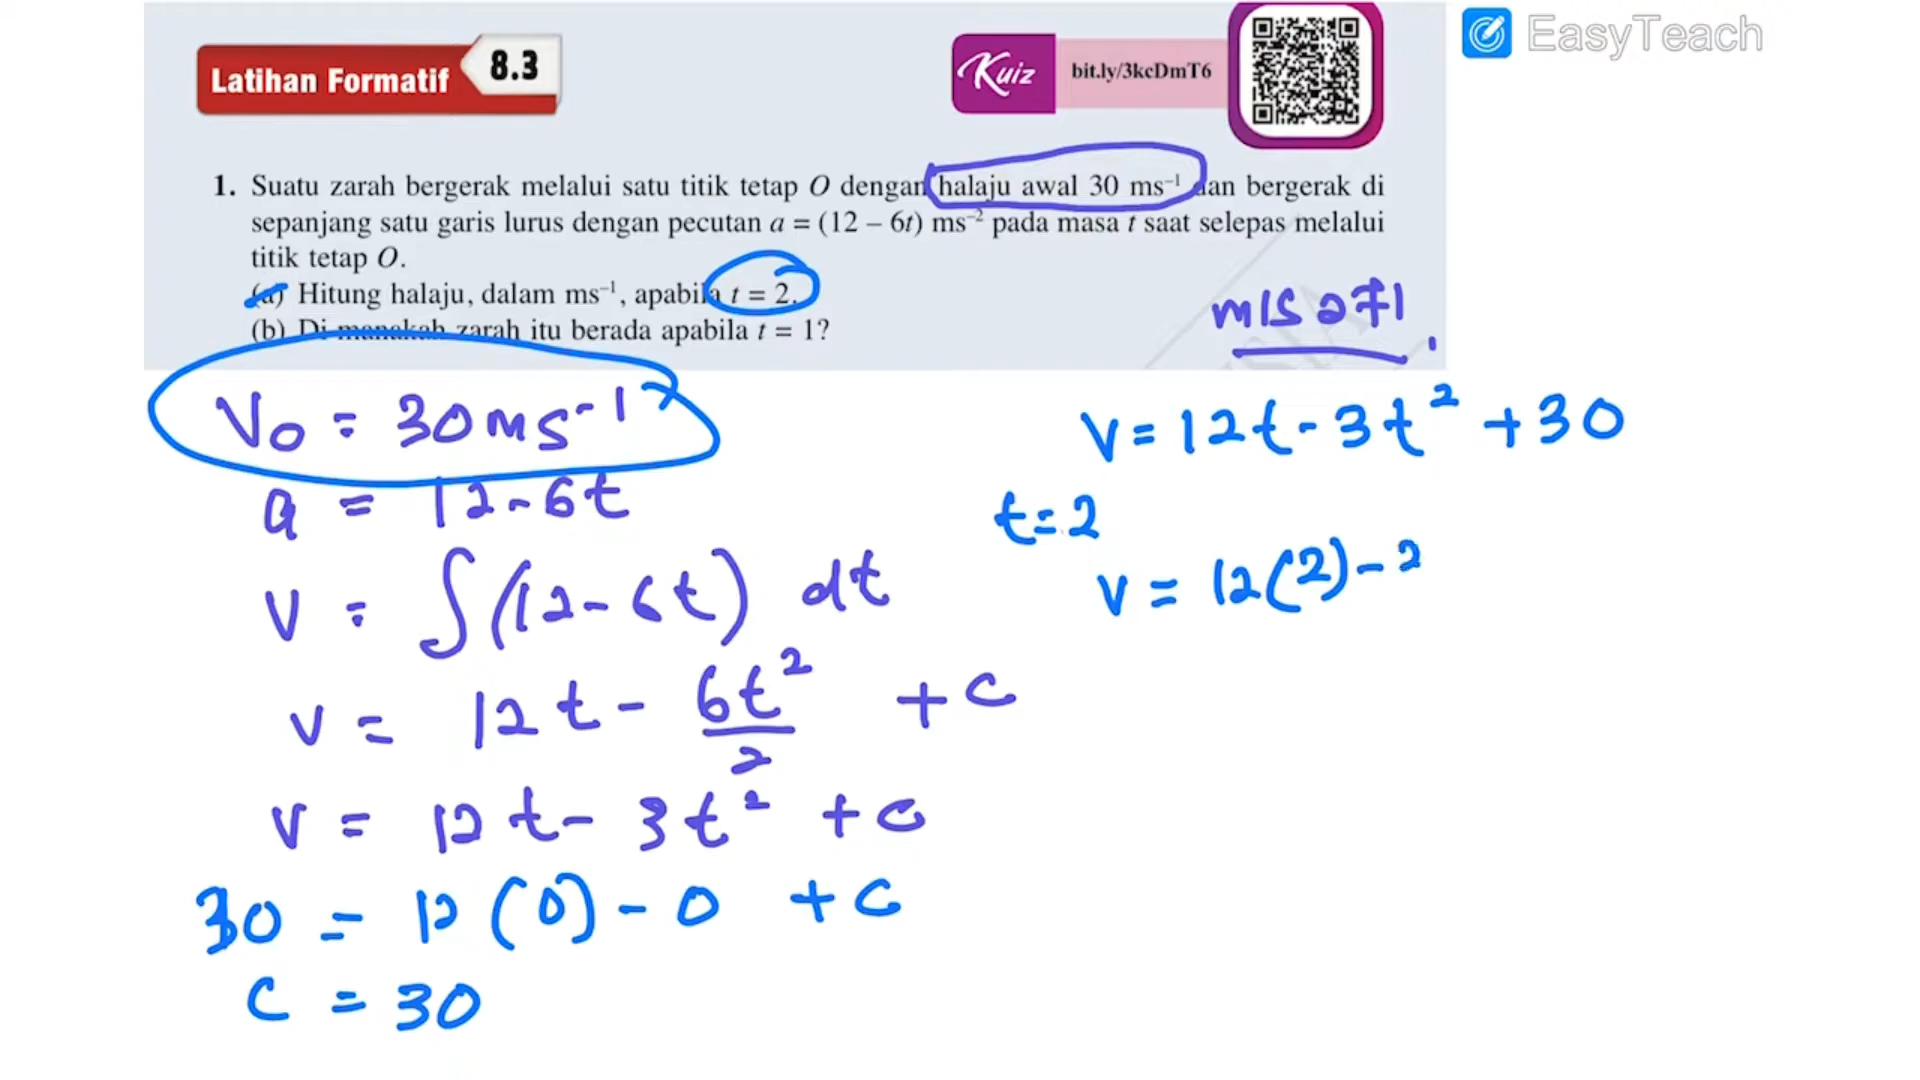 EasyTeach
Latihan Formatif 8.3
Kuiz bit.ly/3kcDmT6
1. Suatu zarah bergerak melalui satu titik tetap O dengan halaju awal 30 ms⁻¹ dan bergerak di
sepanjang satu garis lurus dengan pecutan a = (12 – 6t) ms⁻² pada masa t saat selepas melalui
titik tetap O.
(a) Hitung halaju, dalam ms⁻¹, apabila t = 2.
(b) Di manakah zarah itu berada apabila t = 1?
m/s 271
V₀ = 30 ms⁻¹
a = 12 - 6t
V = ∫(12 - 6t) dt
V = 12t - 6t²/2 + c
V = 12t - 3t² + c
30 = 12(0) - 0 + c
c = 30
V = 12t - 3t² + 30
t = 2
V = 12(2) -